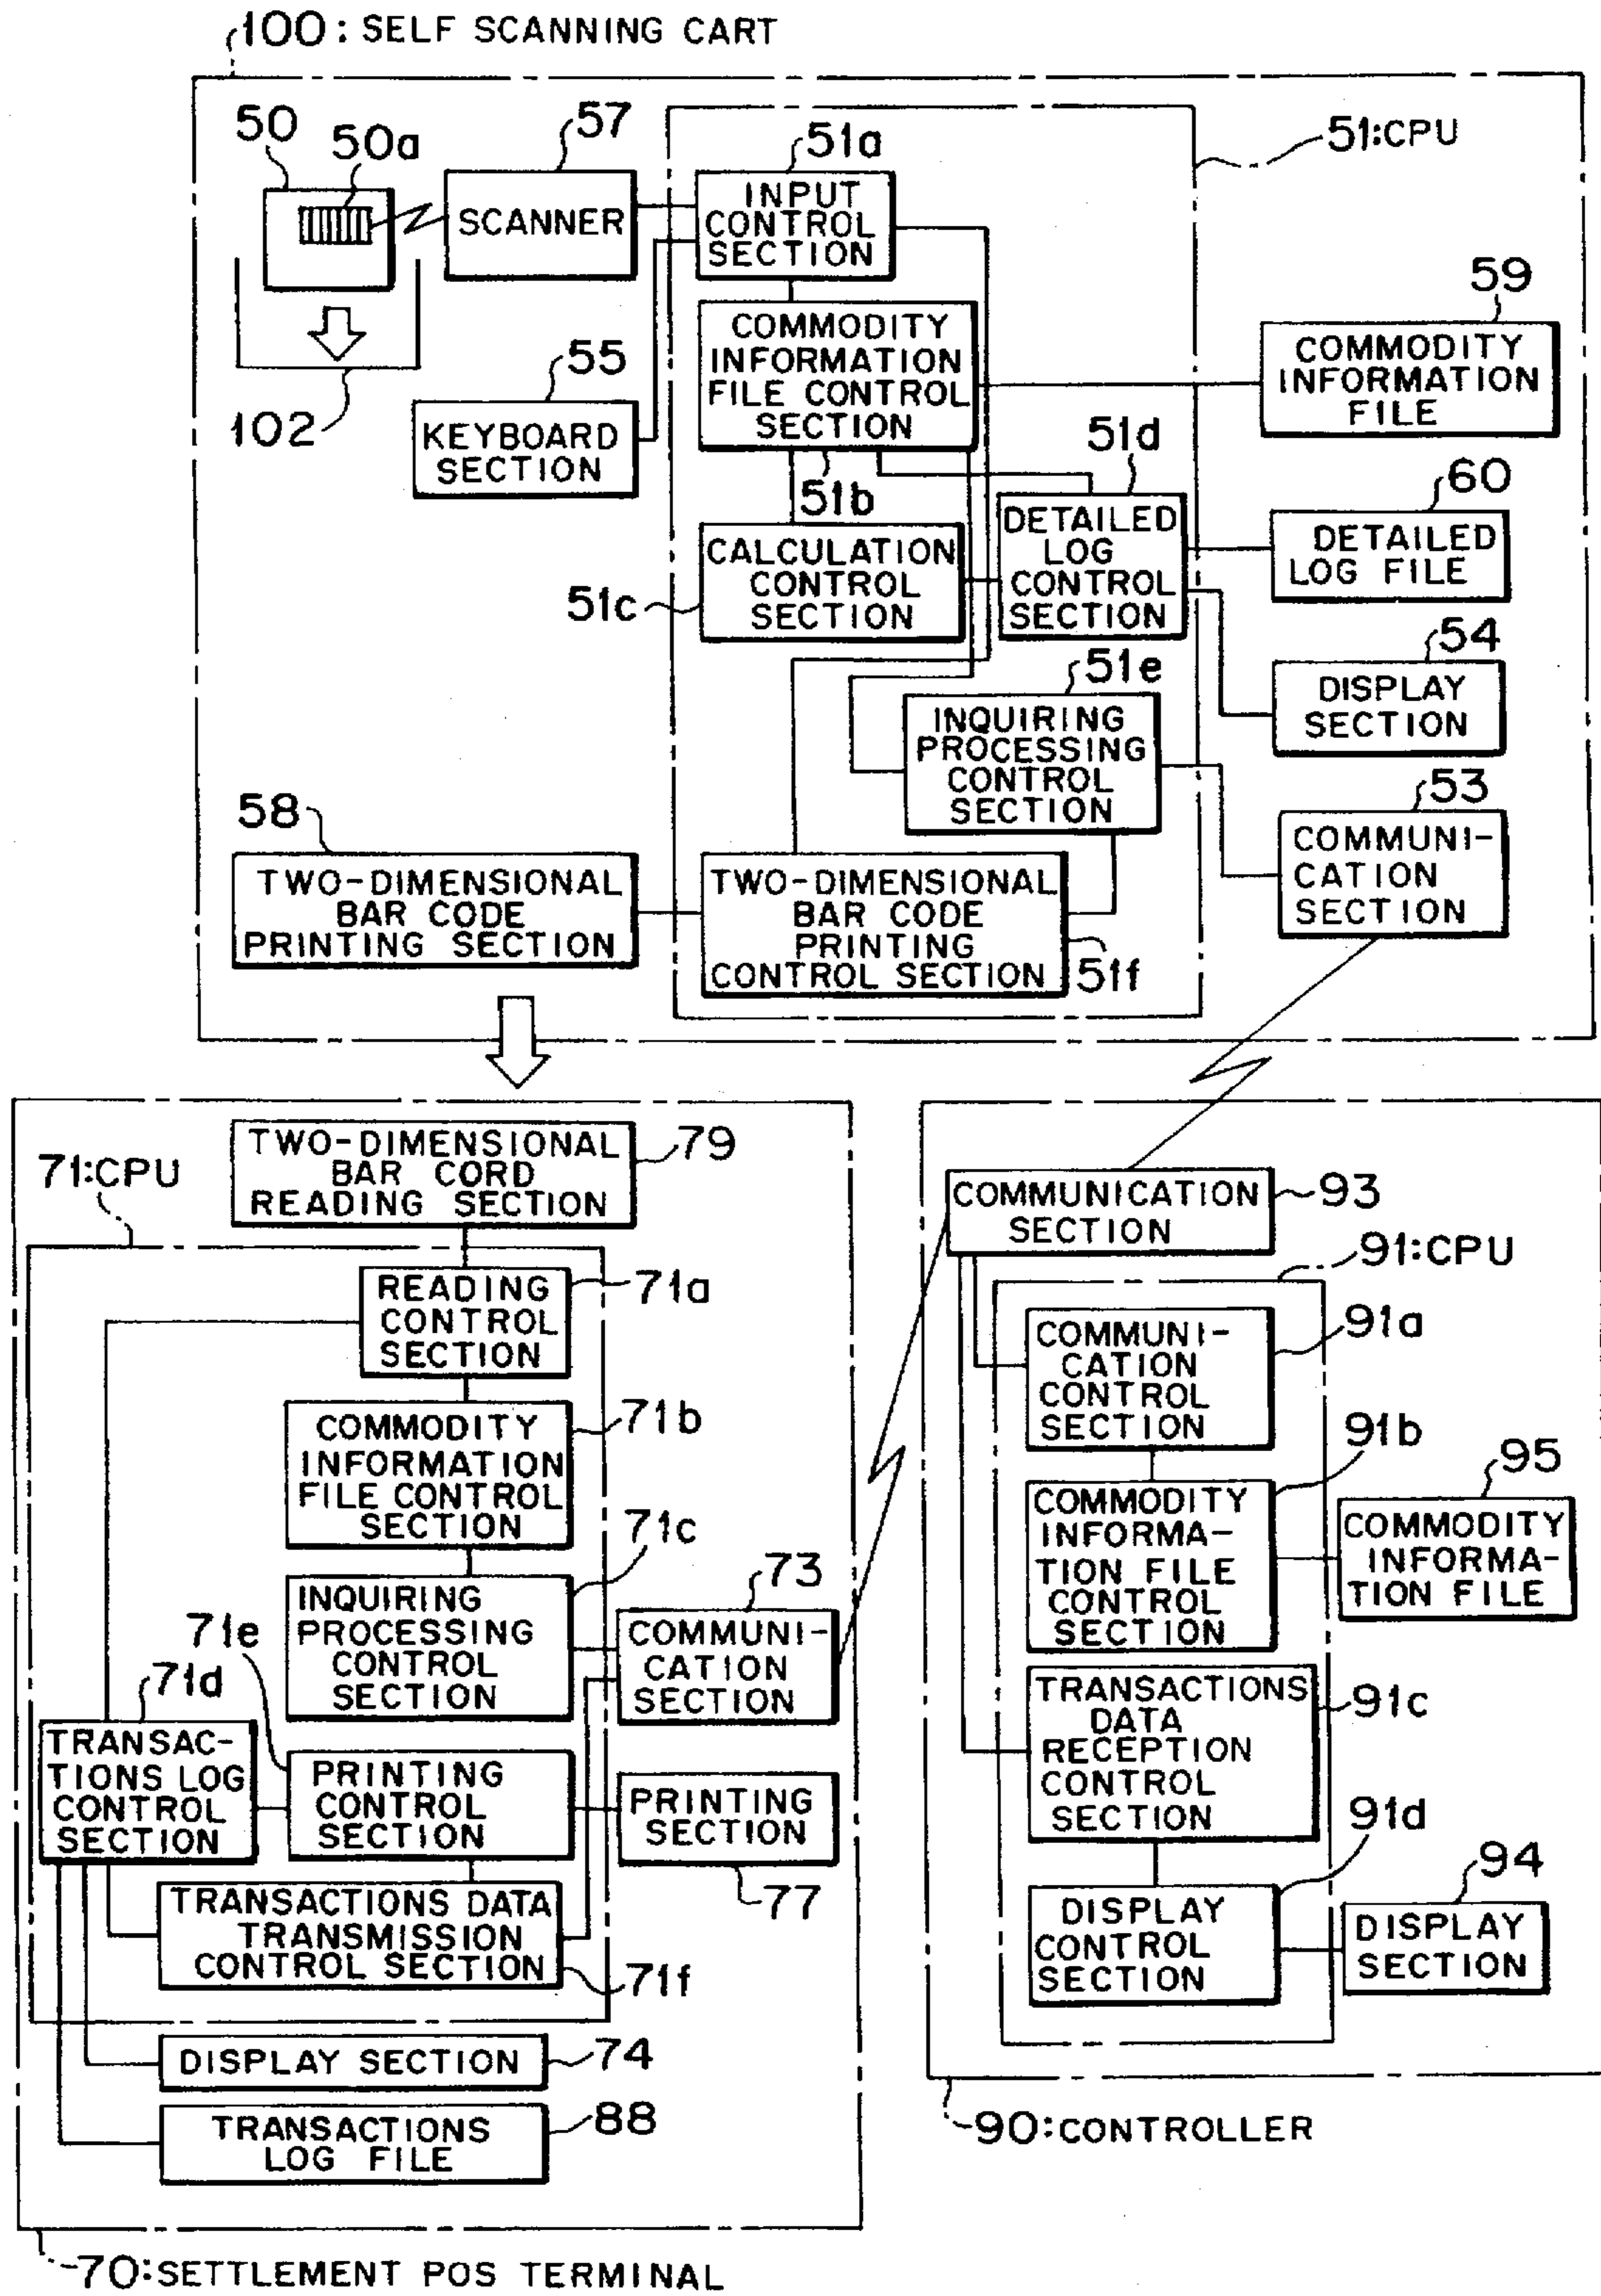 100: SELF SCANNING CART
50
50a
57
51a
51:CPU
SCANNER
INPUT
CONTROL
SECTION
59
COMMODITY
INFORMATION
FILE CONTROL
SECTION
COMMODITY
INFORMATION
FILE
55
102
KEYBOARD
SECTION
51b
51d
60
DETAILED
LOG
CONTROL
SECTION
DETAILED
LOG FILE
CALCULATION
CONTROL
SECTION
51c
54
51e
DISPLAY
SECTION
INQUIRING
PROCESSING
CONTROL
SECTION
53
58
COMMUNI-
CATION
SECTION
TWO-DIMENSIONAL
BAR CODE
PRINTING SECTION
TWO-DIMENSIONAL
BAR CODE
PRINTING
CONTROL SECTION
51f
TWO-DIMENSIONAL
BAR CORD
READING SECTION
79
71:CPU
READING
CONTROL
SECTION
71a
COMMODITY
INFORMATION
FILE CONTROL
SECTION
71b
71c
INQUIRING
PROCESSING
CONTROL
SECTION
73
COMMUNI-
CATION
SECTION
71e
71d
TRANSAC-
TIONS LOG
CONTROL
SECTION
PRINTING
CONTROL
SECTION
PRINTING
SECTION
77
TRANSACTIONS DATA
TRANSMISSION
CONTROL SECTION
71f
DISPLAY SECTION
74
TRANSACTIONS
LOG FILE
88
70:SETTLEMENT POS TERMINAL
COMMUNICATION
SECTION
93
91:CPU
COMMUNI-
CATION
CONTROL
SECTION
91a
91b
95
COMMODITY
INFORMA-
TION FILE
CONTROL
SECTION
COMMODITY
INFORMA-
TION FILE
TRANSACTIONS
DATA
RECEPTION
CONTROL
SECTION
91c
91d
94
DISPLAY
CONTROL
SECTION
DISPLAY
SECTION
90:CONTROLLER